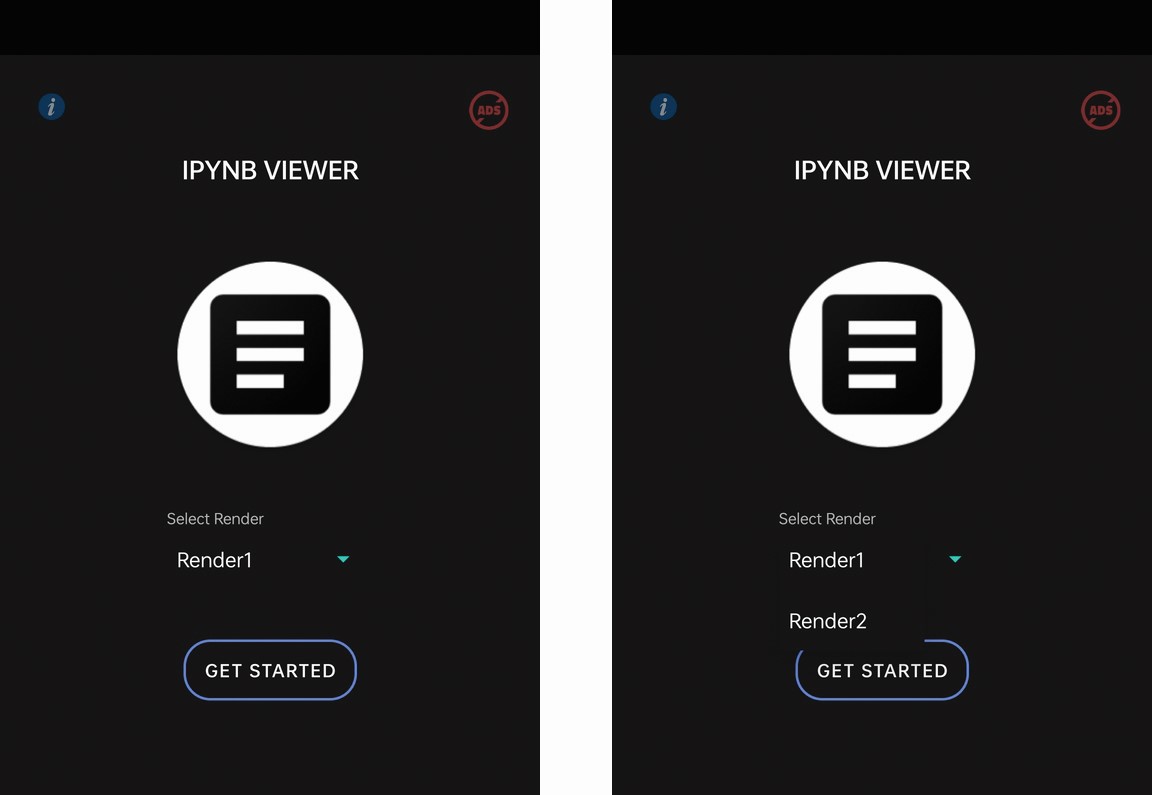 i
ADS
IPYNB VIEWER
Select Render
Render1
GET STARTED
i
ADS
IPYNB VIEWER
Select Render
Render1
Render2
GET STARTED